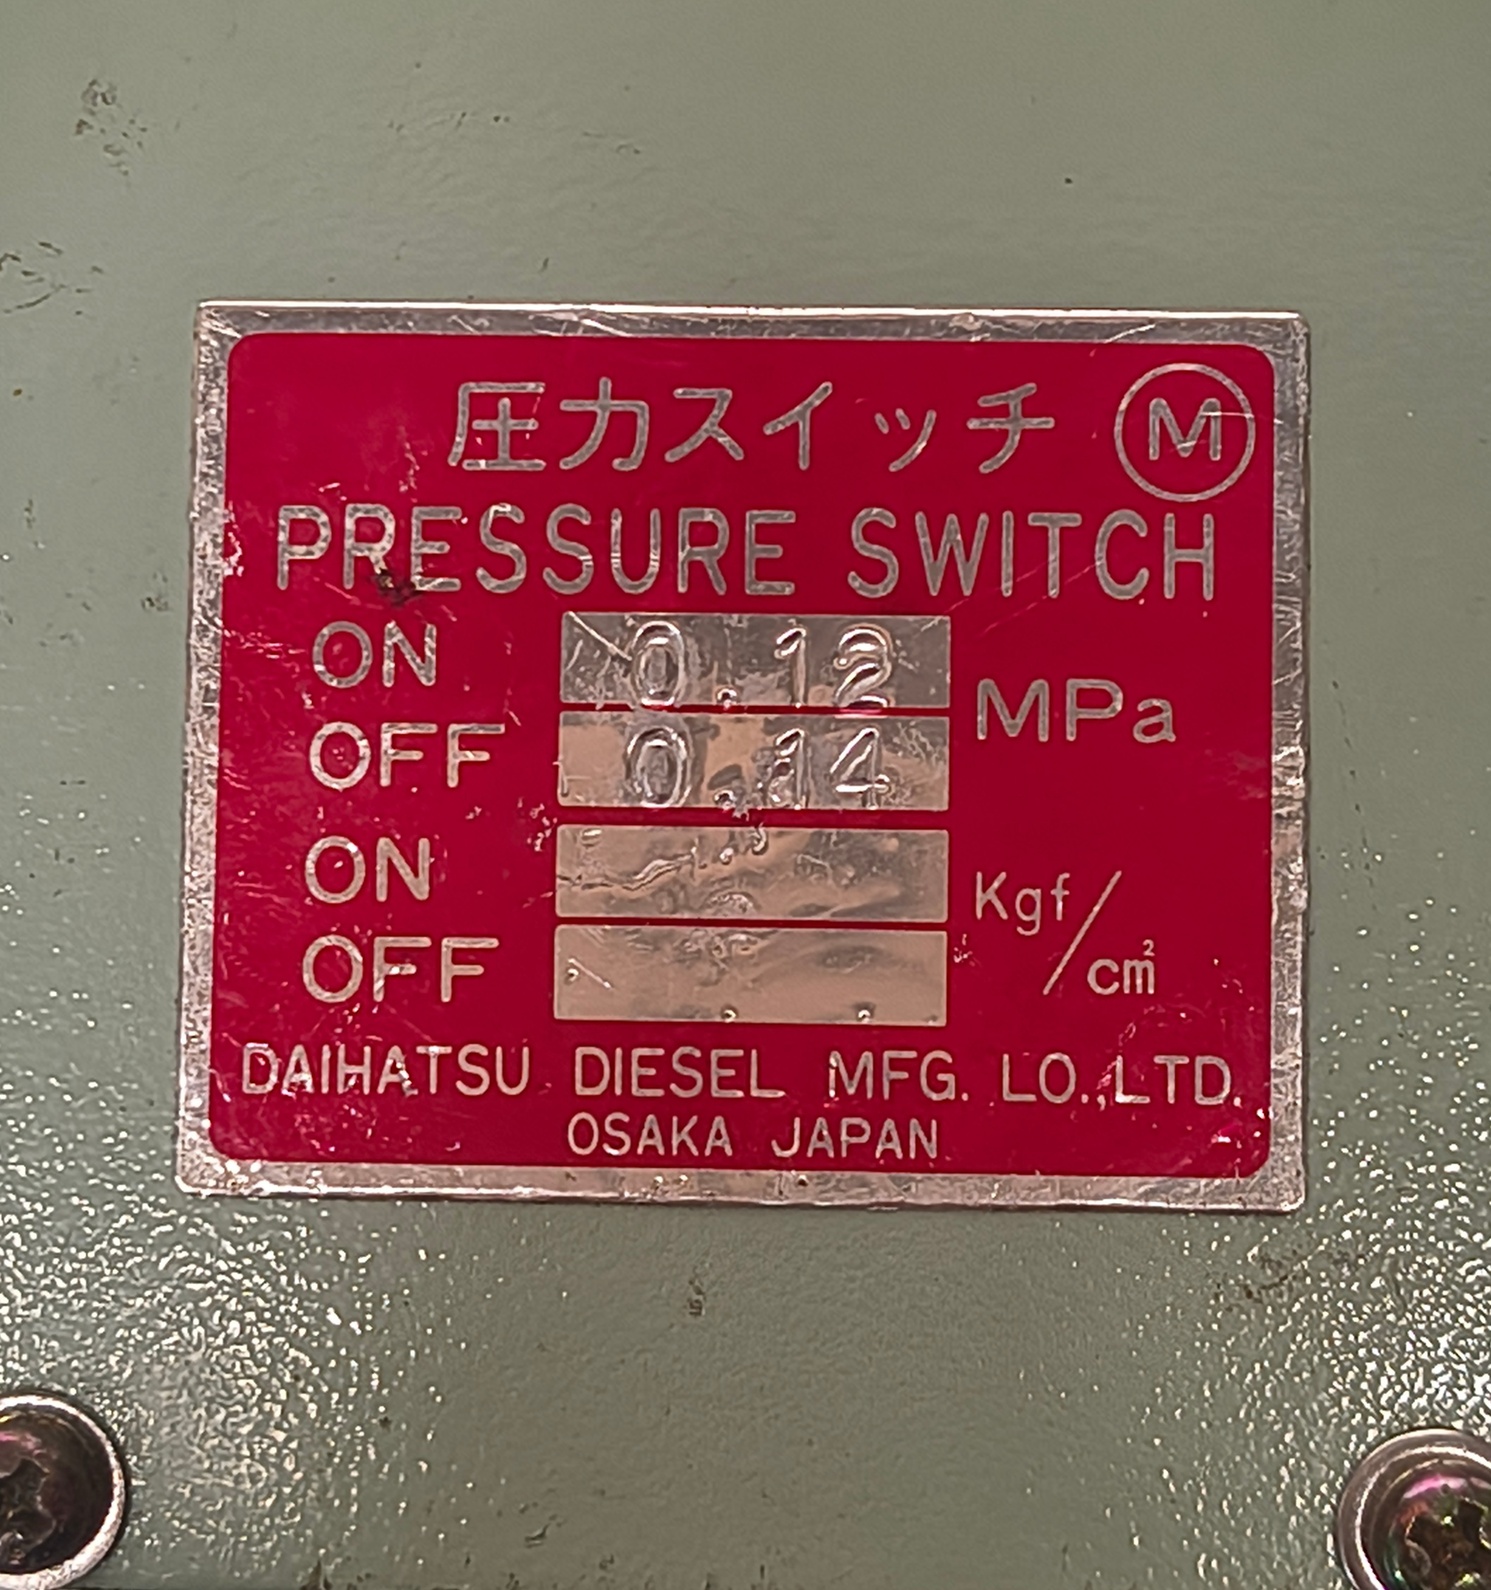 圧力スイッチ Ⓜ
PRESSURE SWITCH
ON 0.12
MPa
OFF 0.14
ON
Kgf/cm²
OFF
DAIHATSU DIESEL MFG. LO.,LTD.
OSAKA JAPAN